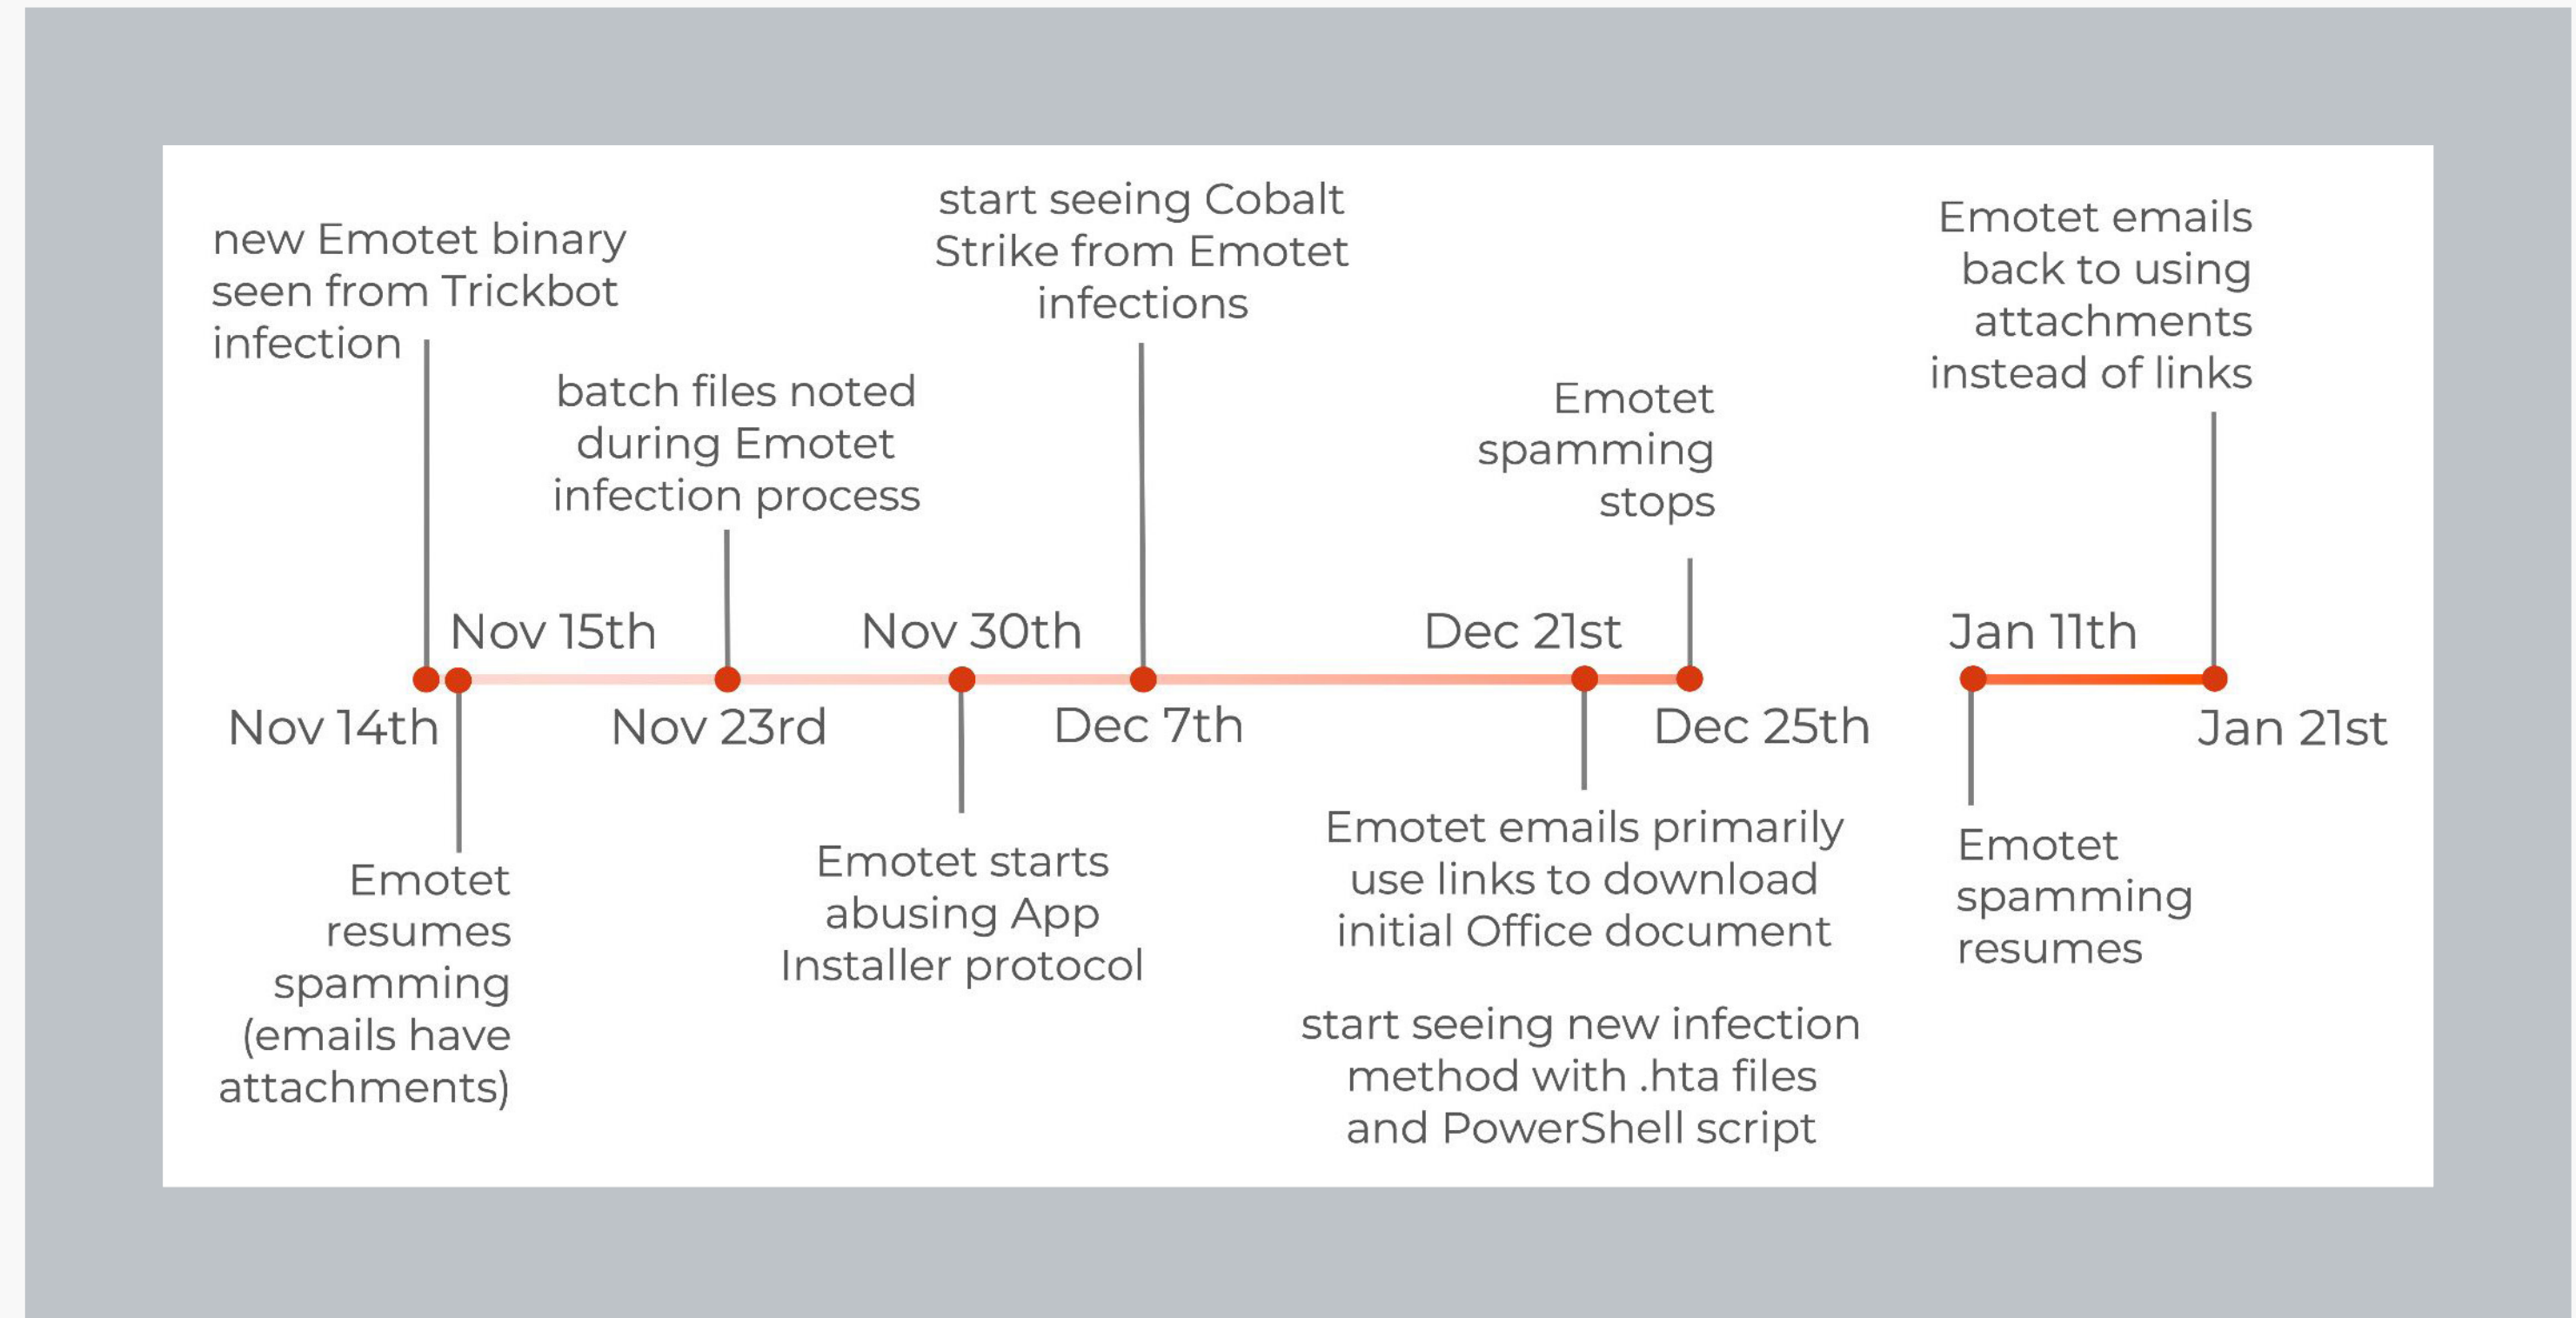 new Emotet binary
seen from Trickbot
infection
Nov 14th
Nov 15th
Emotet
resumes
spamming
(emails have
attachments)
batch files noted
during Emotet
infection process
Nov 23rd
Nov 30th
Emotet starts
abusing App
Installer protocol
start seeing Cobalt
Strike from Emotet
infections
Dec 7th
Dec 21st
Emotet emails primarily
use links to download
initial Office document
start seeing new infection
method with .hta files
and PowerShell script
Emotet
spamming
stops
Dec 25th
Jan 11th
Emotet
spamming
resumes
Emotet emails
back to using
attachments
instead of links
Jan 21st